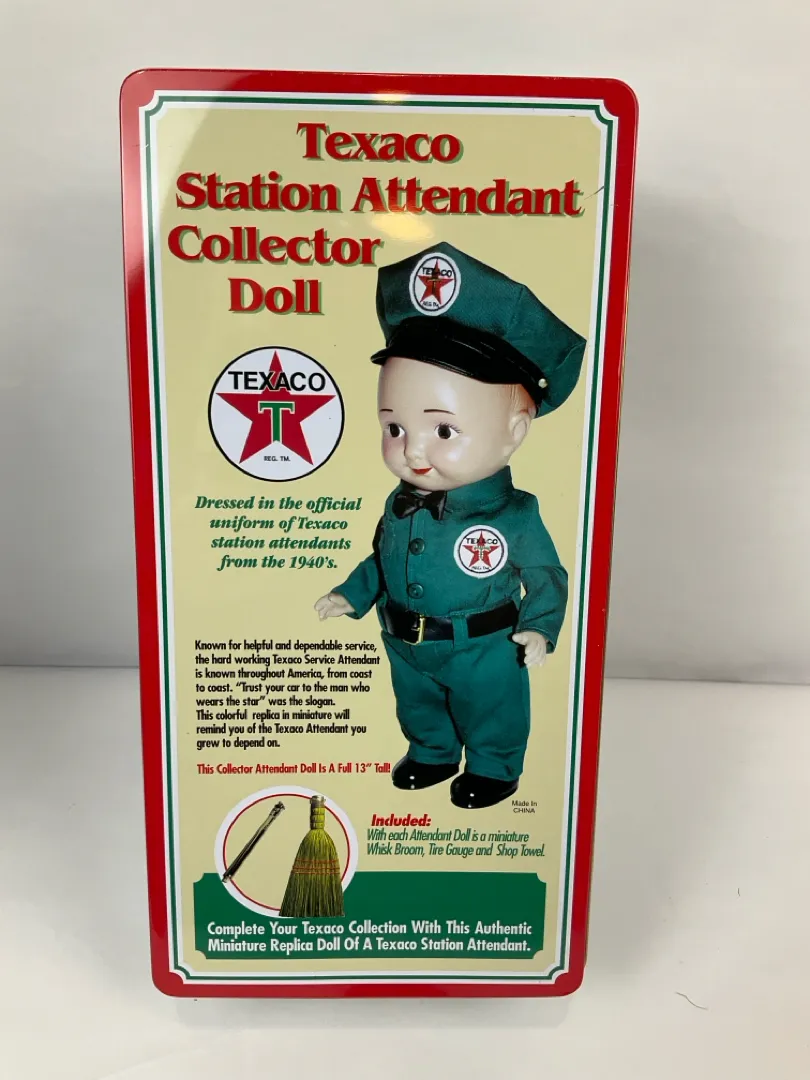 Texaco
Station Attendant
Collector
Doll
TEXACO
T
REG. TM.
TEXACO
T
REG. TM.
Dressed in the official
uniform of Texaco
station attendants
from the 1940's.
TEXACO
T
REG. TM.
Known for helpful and dependable service,
the hard working Texaco Service Attendant
is known throughout America, from coast
to coast. "Trust your car to the man who
wears the star" was the slogan.
This colorful replica in miniature will
remind you of the Texaco Attendant you
grew to depend on.
This Collector Attendant Doll Is A Full 13" Tall!
Made In
CHINA
Included:
With each Attendant Doll is a miniature
Whisk Broom, Tire Gauge and Shop Towel.
Complete Your Texaco Collection With This Authentic
Miniature Replica Doll Of A Texaco Station Attendant.